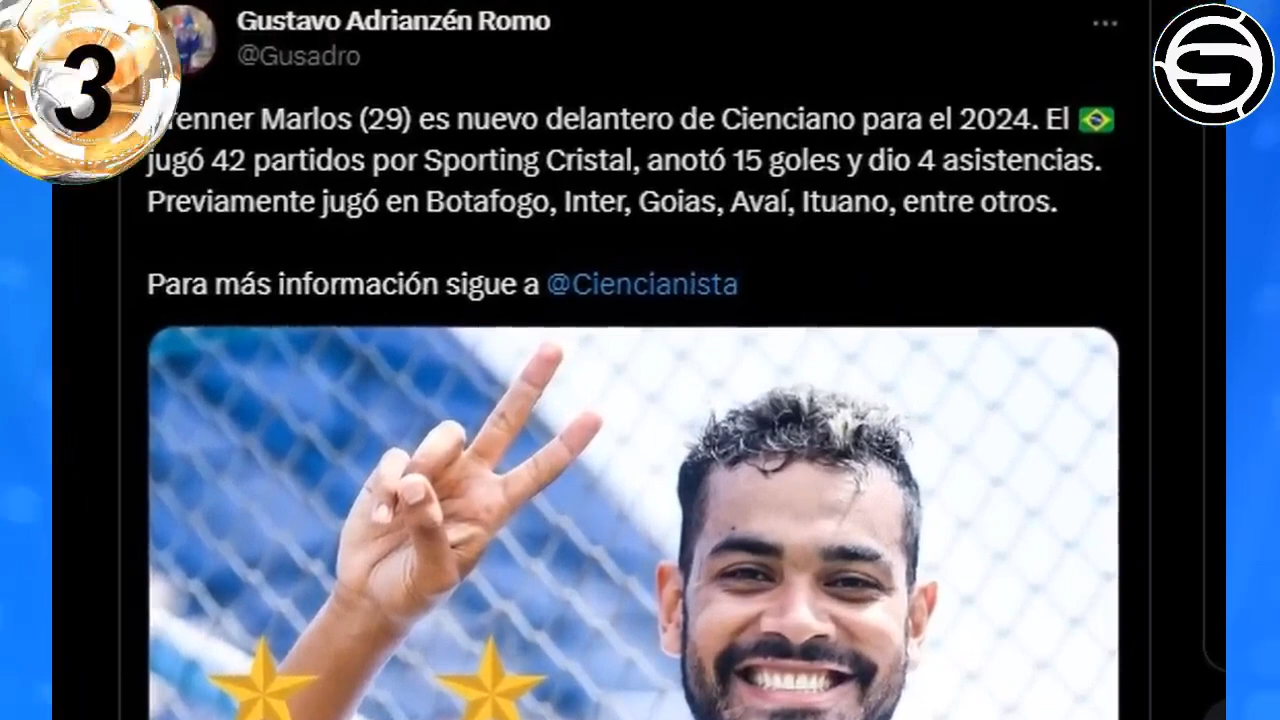 3
Gustavo Adrianzén Romo
@Gusadro
renner Marlos (29) es nuevo delantero de Cienciano para el 2024. El
jugó 42 partidos por Sporting Cristal, anotó 15 goles y dio 4 asistencias.
Previamente jugó en Botafogo, Inter, Goias, Avaí, Ituano, entre otros.
Para más información sigue a @Ciencianista